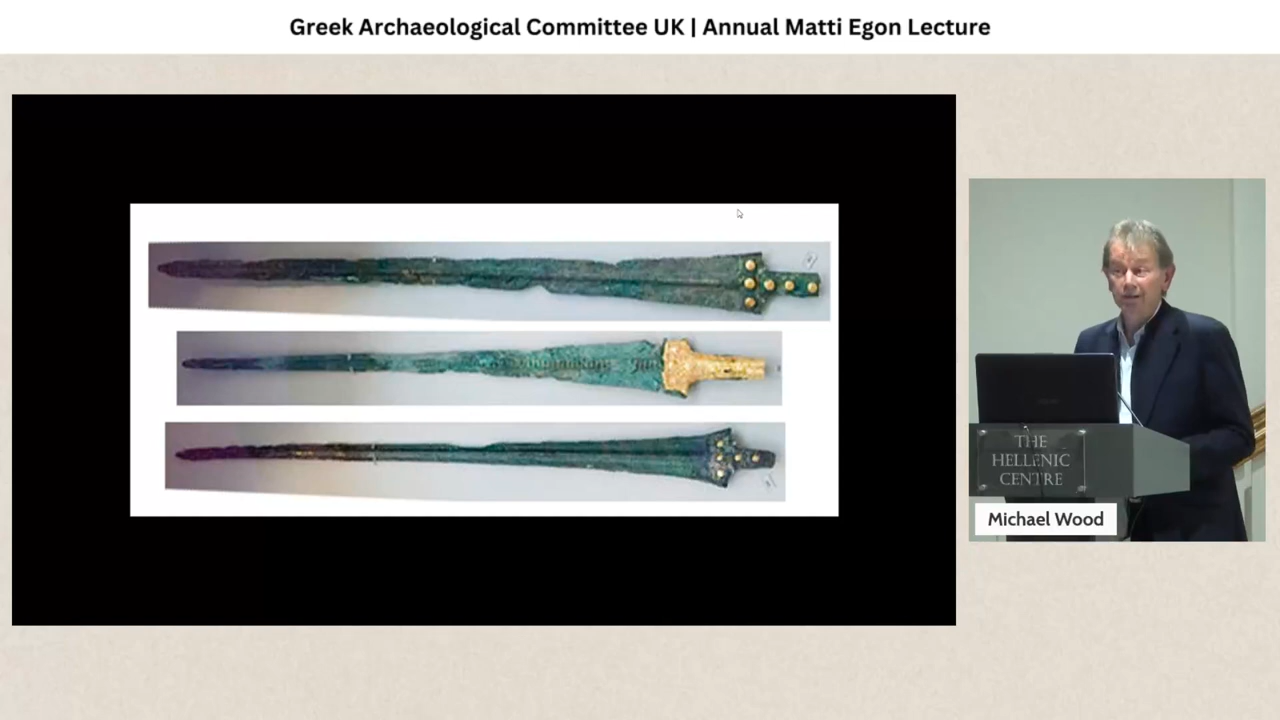 Greek Archaeological Committee UK | Annual Matti Egon Lecture
THE
HELLENIC
CENTRE
Michael Wood